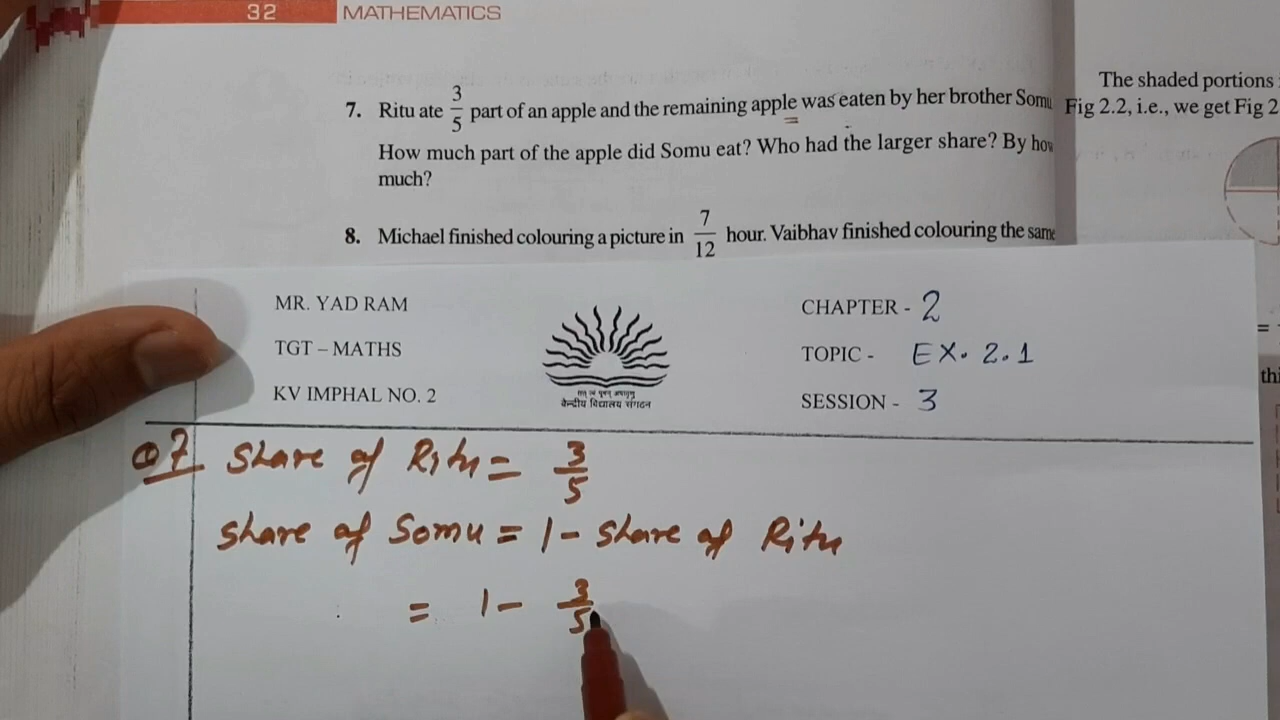 32 MATHEMATICS
7. Ritu ate 3/5 part of an apple and the remaining apple was eaten by her brother Somu
How much part of the apple did Somu eat? Who had the larger share? By how
much?
8. Michael finished colouring a picture in 7/12 hour. Vaibhav finished colouring the same
The shaded portions
Fig 2.2, i.e., we get Fig 2
=
MR. YAD RAM
TGT – MATHS
KV IMPHAL NO. 2
केन्द्रीय विद्यालय संगठन
CHAPTER - 2
TOPIC - EX. 2.1
SESSION - 3
Q7. Share of Ritu = 3/5
Share of Somu = 1 - Share of Ritu
= 1 - 3/5